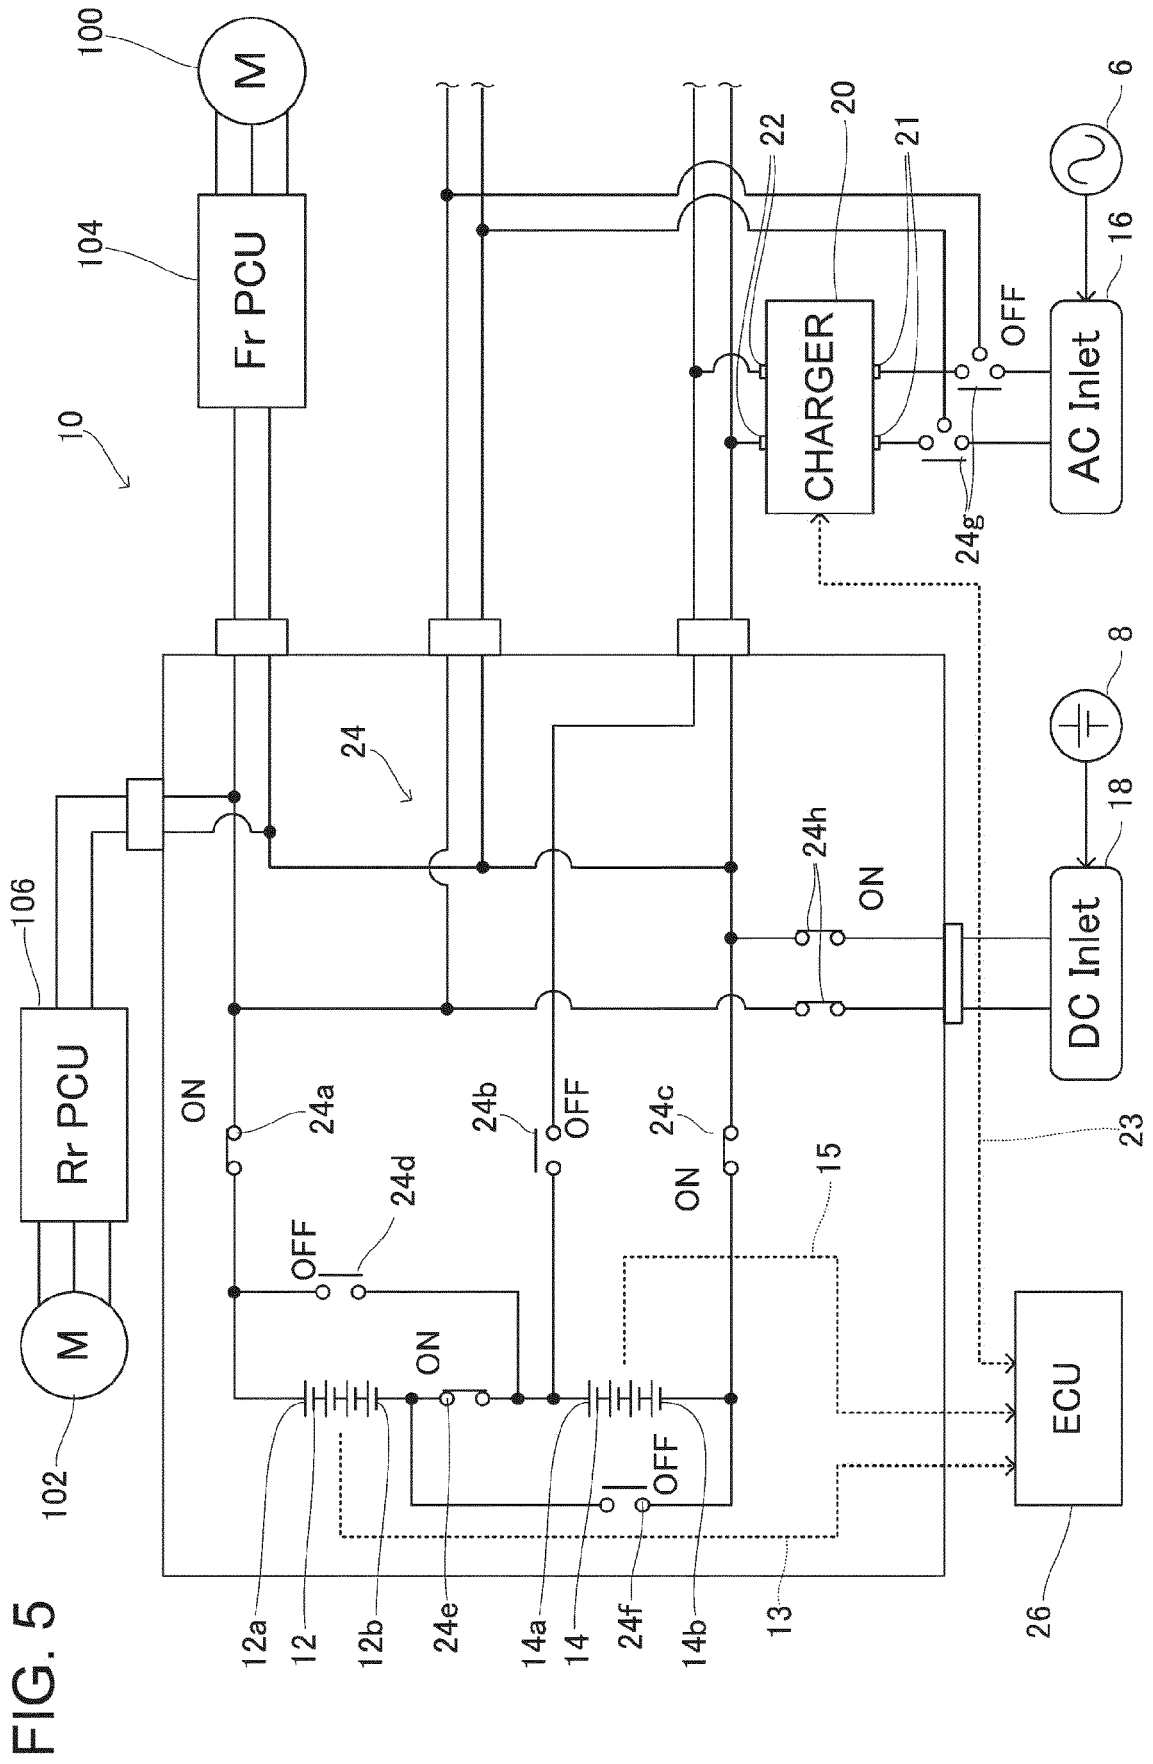 FIG. 5
102
M
Rr PCU
106
10
104
Fr PCU
M
100
ON
24a
24
OFF
24d
12a
12
12b
ON
24e
24b
OFF
14a
14
24f
OFF
14b
24c
ON
15
24h
ON
22
CHARGER
20
21
24g
OFF
13
23
26
ECU
DC Inlet
18
8
AC Inlet
16
6